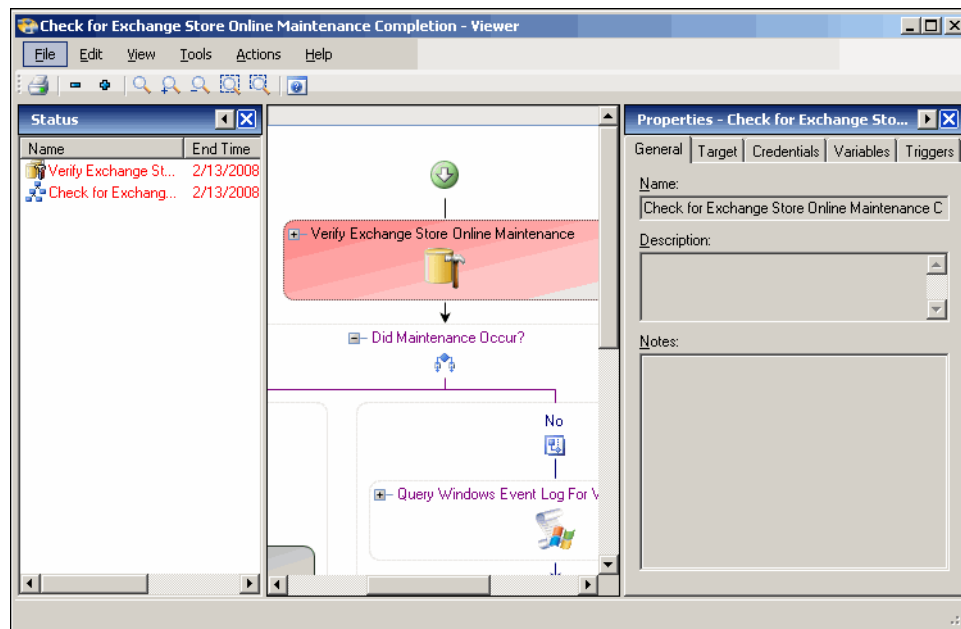 Check for Exchange Store Online Maintenance Completion - Viewer
File Edit View Tools Actions Help
Status
Name End Time
Verify Exchange St... 2/13/2008
Check for Exchang... 2/13/2008
Verify Exchange Store Online Maintenance
Did Maintenance Occur?
No
Query Windows Event Log For V
Properties - Check for Exchange Sto...
General Target Credentials Variables Triggers
Name:
Check for Exchange Store Online Maintenance C
Description:
Notes: